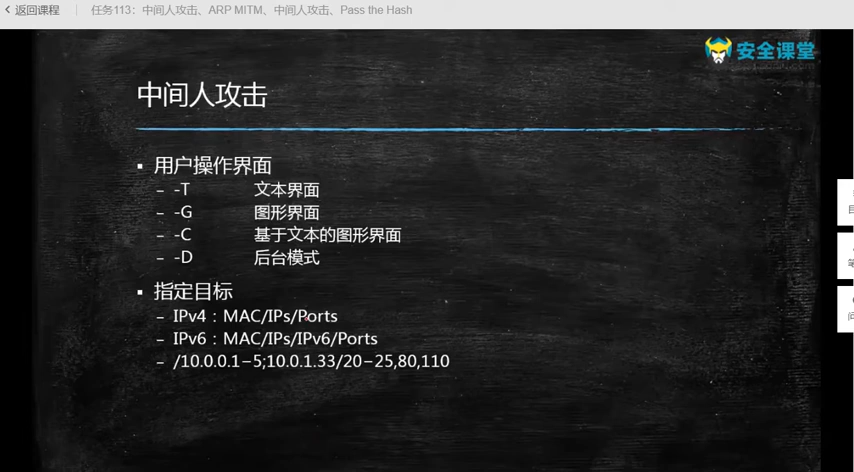 返回课程
任务113：中间人攻击、ARP MITM、中间人攻击、Pass the Hash
安全课堂
中间人攻击
▪ 用户操作界面
– -T 文本界面
– -G 图形界面
– -C 基于文本的图形界面
– -D 后台模式
▪ 指定目标
– IPv4：MAC/IPs/Ports
– IPv6：MAC/IPs/IPv6/Ports
– /10.0.0.1-5;10.0.1.33/20-25,80,110